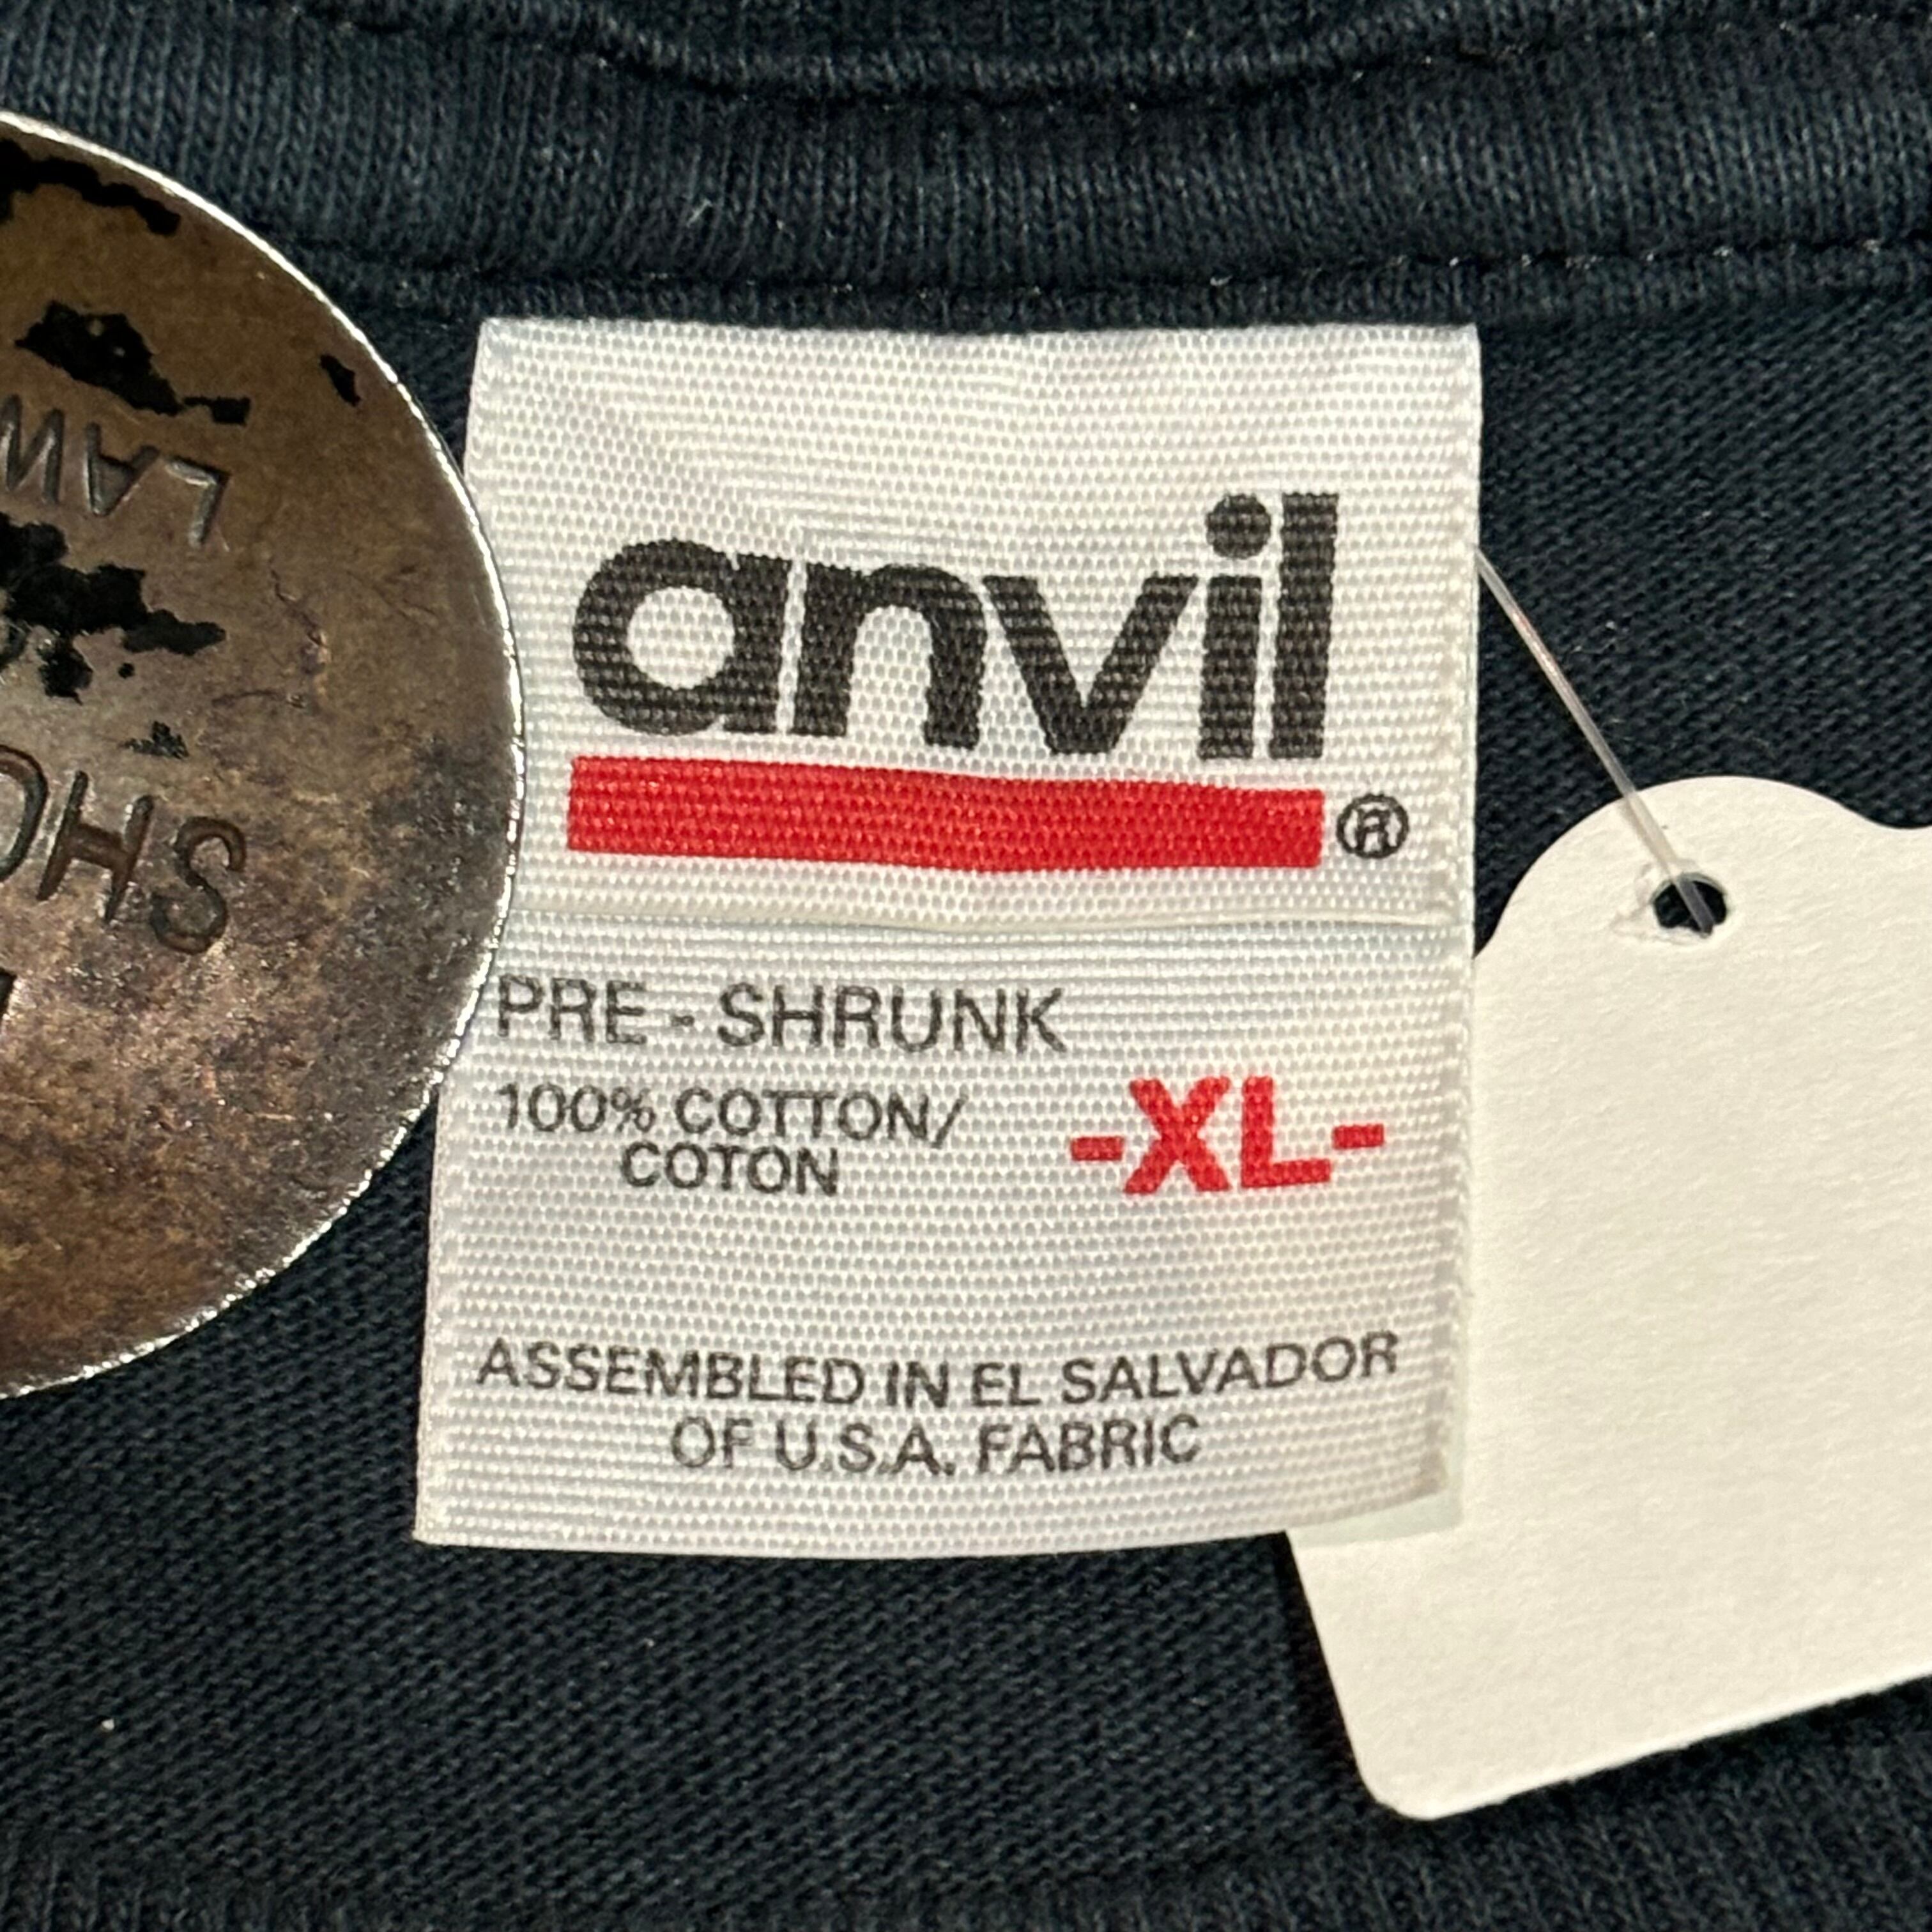 anvil
®
PRE - SHRUNK
100% COTTON/
COTON
-XL-
ASSEMBLED IN EL SALVADOR
OF U.S.A. FABRIC